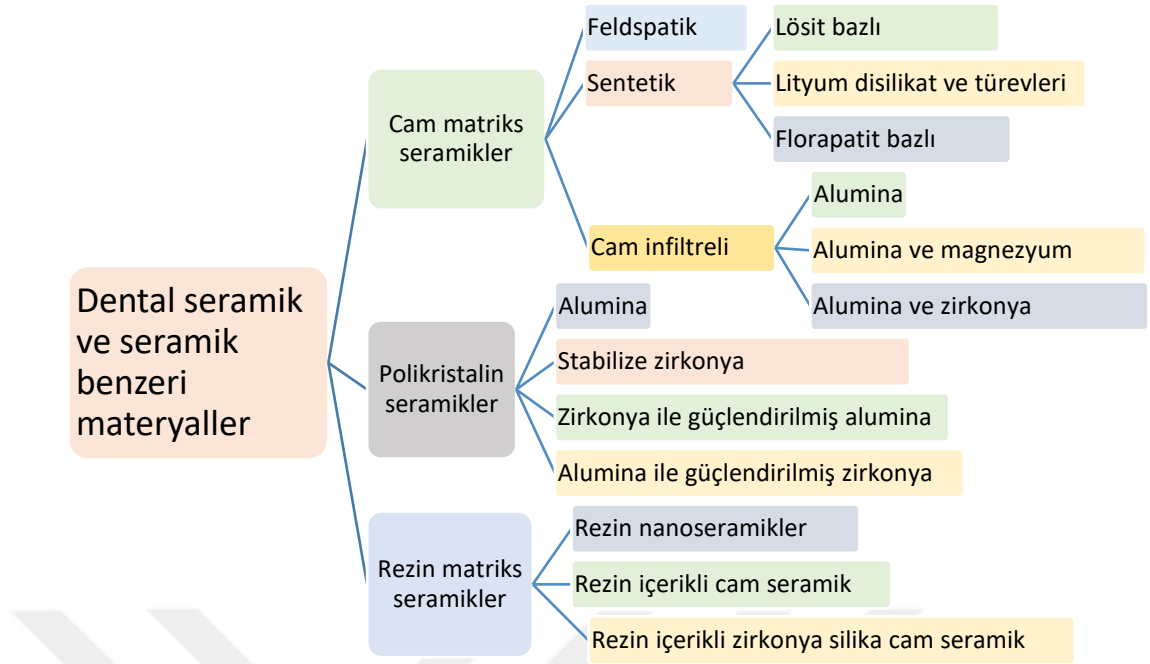 Dental seramik
ve seramik
benzeri
materyaller
Cam matriks
seramikler
Feldspatik
Sentetik
Lösit bazlı
Lityum disilikat ve türevleri
Florapatit bazlı
Cam infiltreli
Alumina
Alumina ve magnezyum
Alumina ve zirkonya
Polikristalin
seramikler
Alumina
Stabilize zirkonya
Zirkonya ile güçlendirilmiş alumina
Alumina ile güçlendirilmiş zirkonya
Rezin matriks
seramikler
Rezin nanoseramikler
Rezin içerikli cam seramik
Rezin içerikli zirkonya silika cam seramik